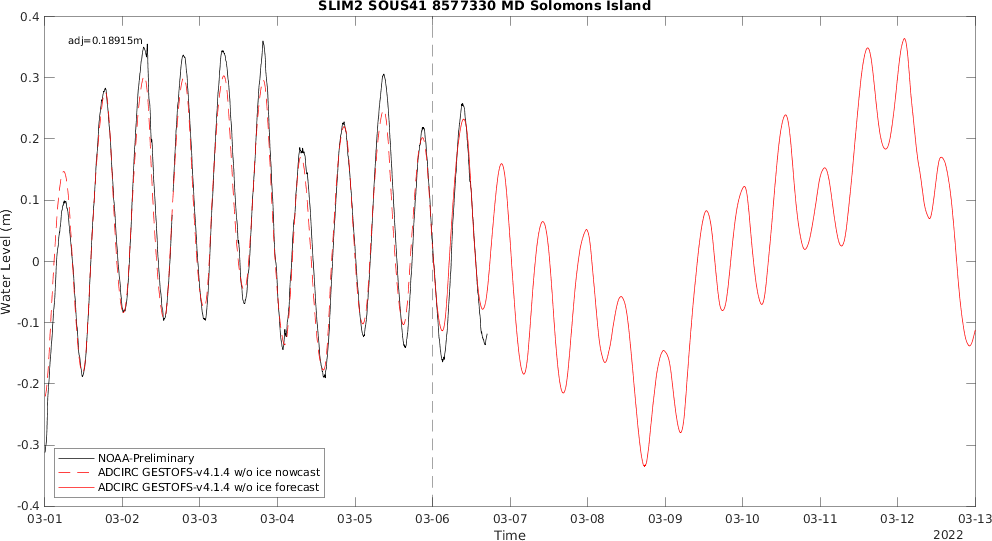 SLIM2 SOUS41 8577330 MD Solomons Island
adj=0.18915m
0.4
0.3
0.2
0.1
0
-0.1
-0.2
-0.3
-0.4
Water Level (m)
NOAA-Preliminary
ADCIRC GESTOFS-v4.1.4 w/o ice nowcast
ADCIRC GESTOFS-v4.1.4 w/o ice forecast
03-01 03-02 03-03 03-04 03-05 03-06 03-07 03-08 03-09 03-10 03-11 03-12 03-13
Time
2022